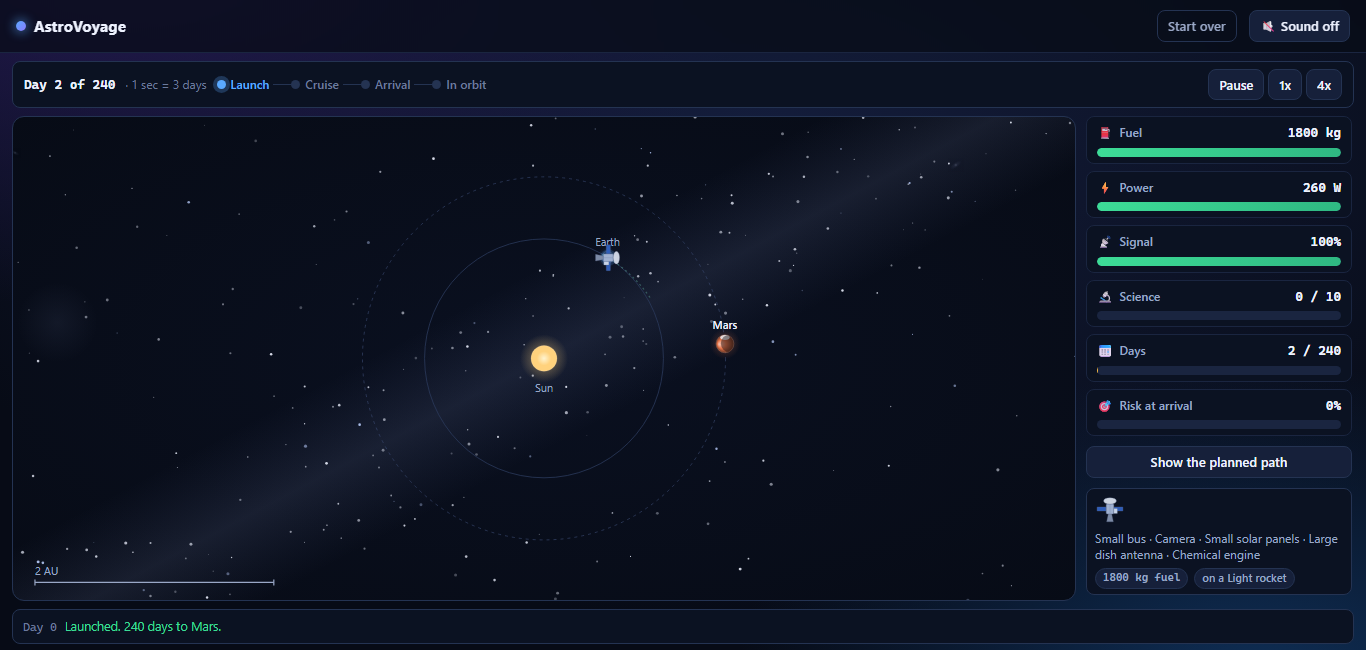 AstroVoyage
Start over
Sound off
Day 2 of 240 · 1 sec = 3 days Launch Cruise Arrival In orbit
Pause 1x 4x
Earth
Mars
Sun
2 AU
Fuel 1800 kg
Power 260 W
Signal 100%
Science 0 / 10
Days 2 / 240
Risk at arrival 0%
Show the planned path
Small bus · Camera · Small solar panels · Large
dish antenna · Chemical engine
1800 kg fuel on a Light rocket
Day 0 Launched. 240 days to Mars.